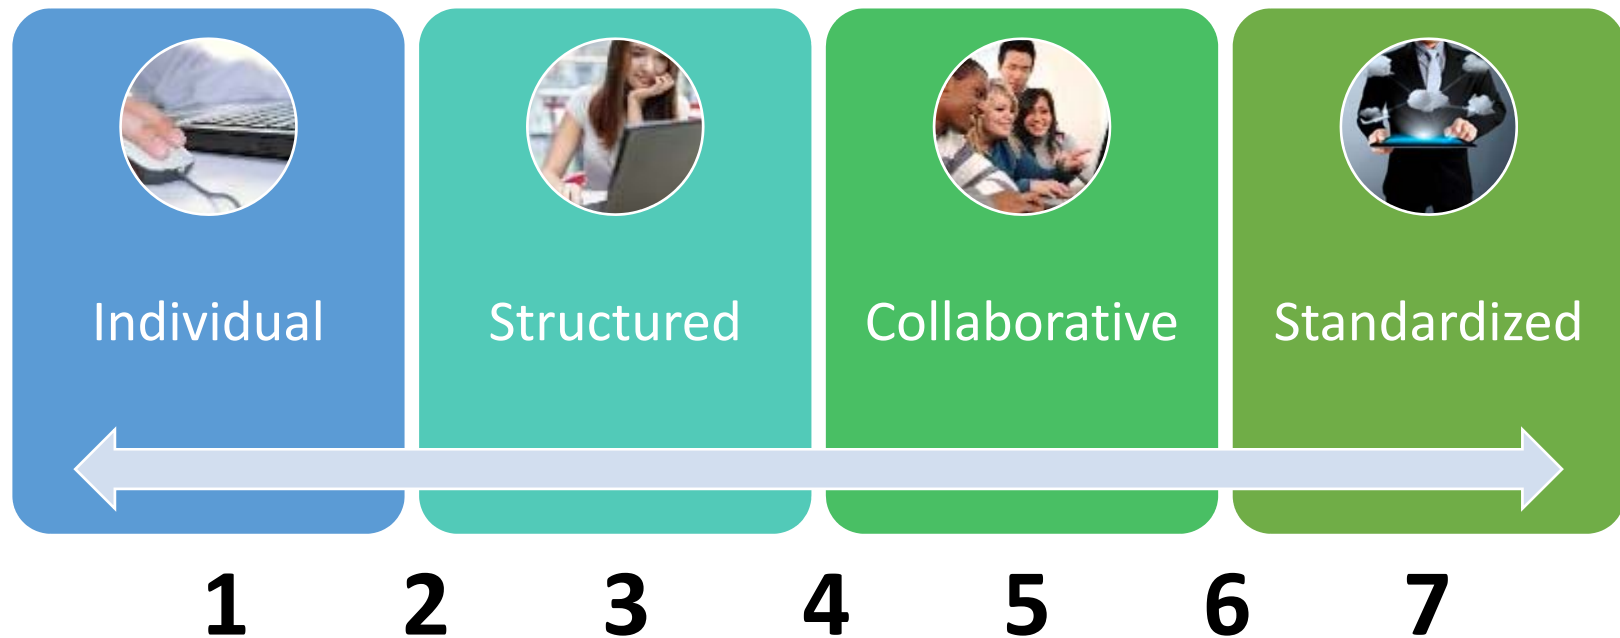 Individual Structured Collaborative Standardized
1 2 3 4 5 6 7